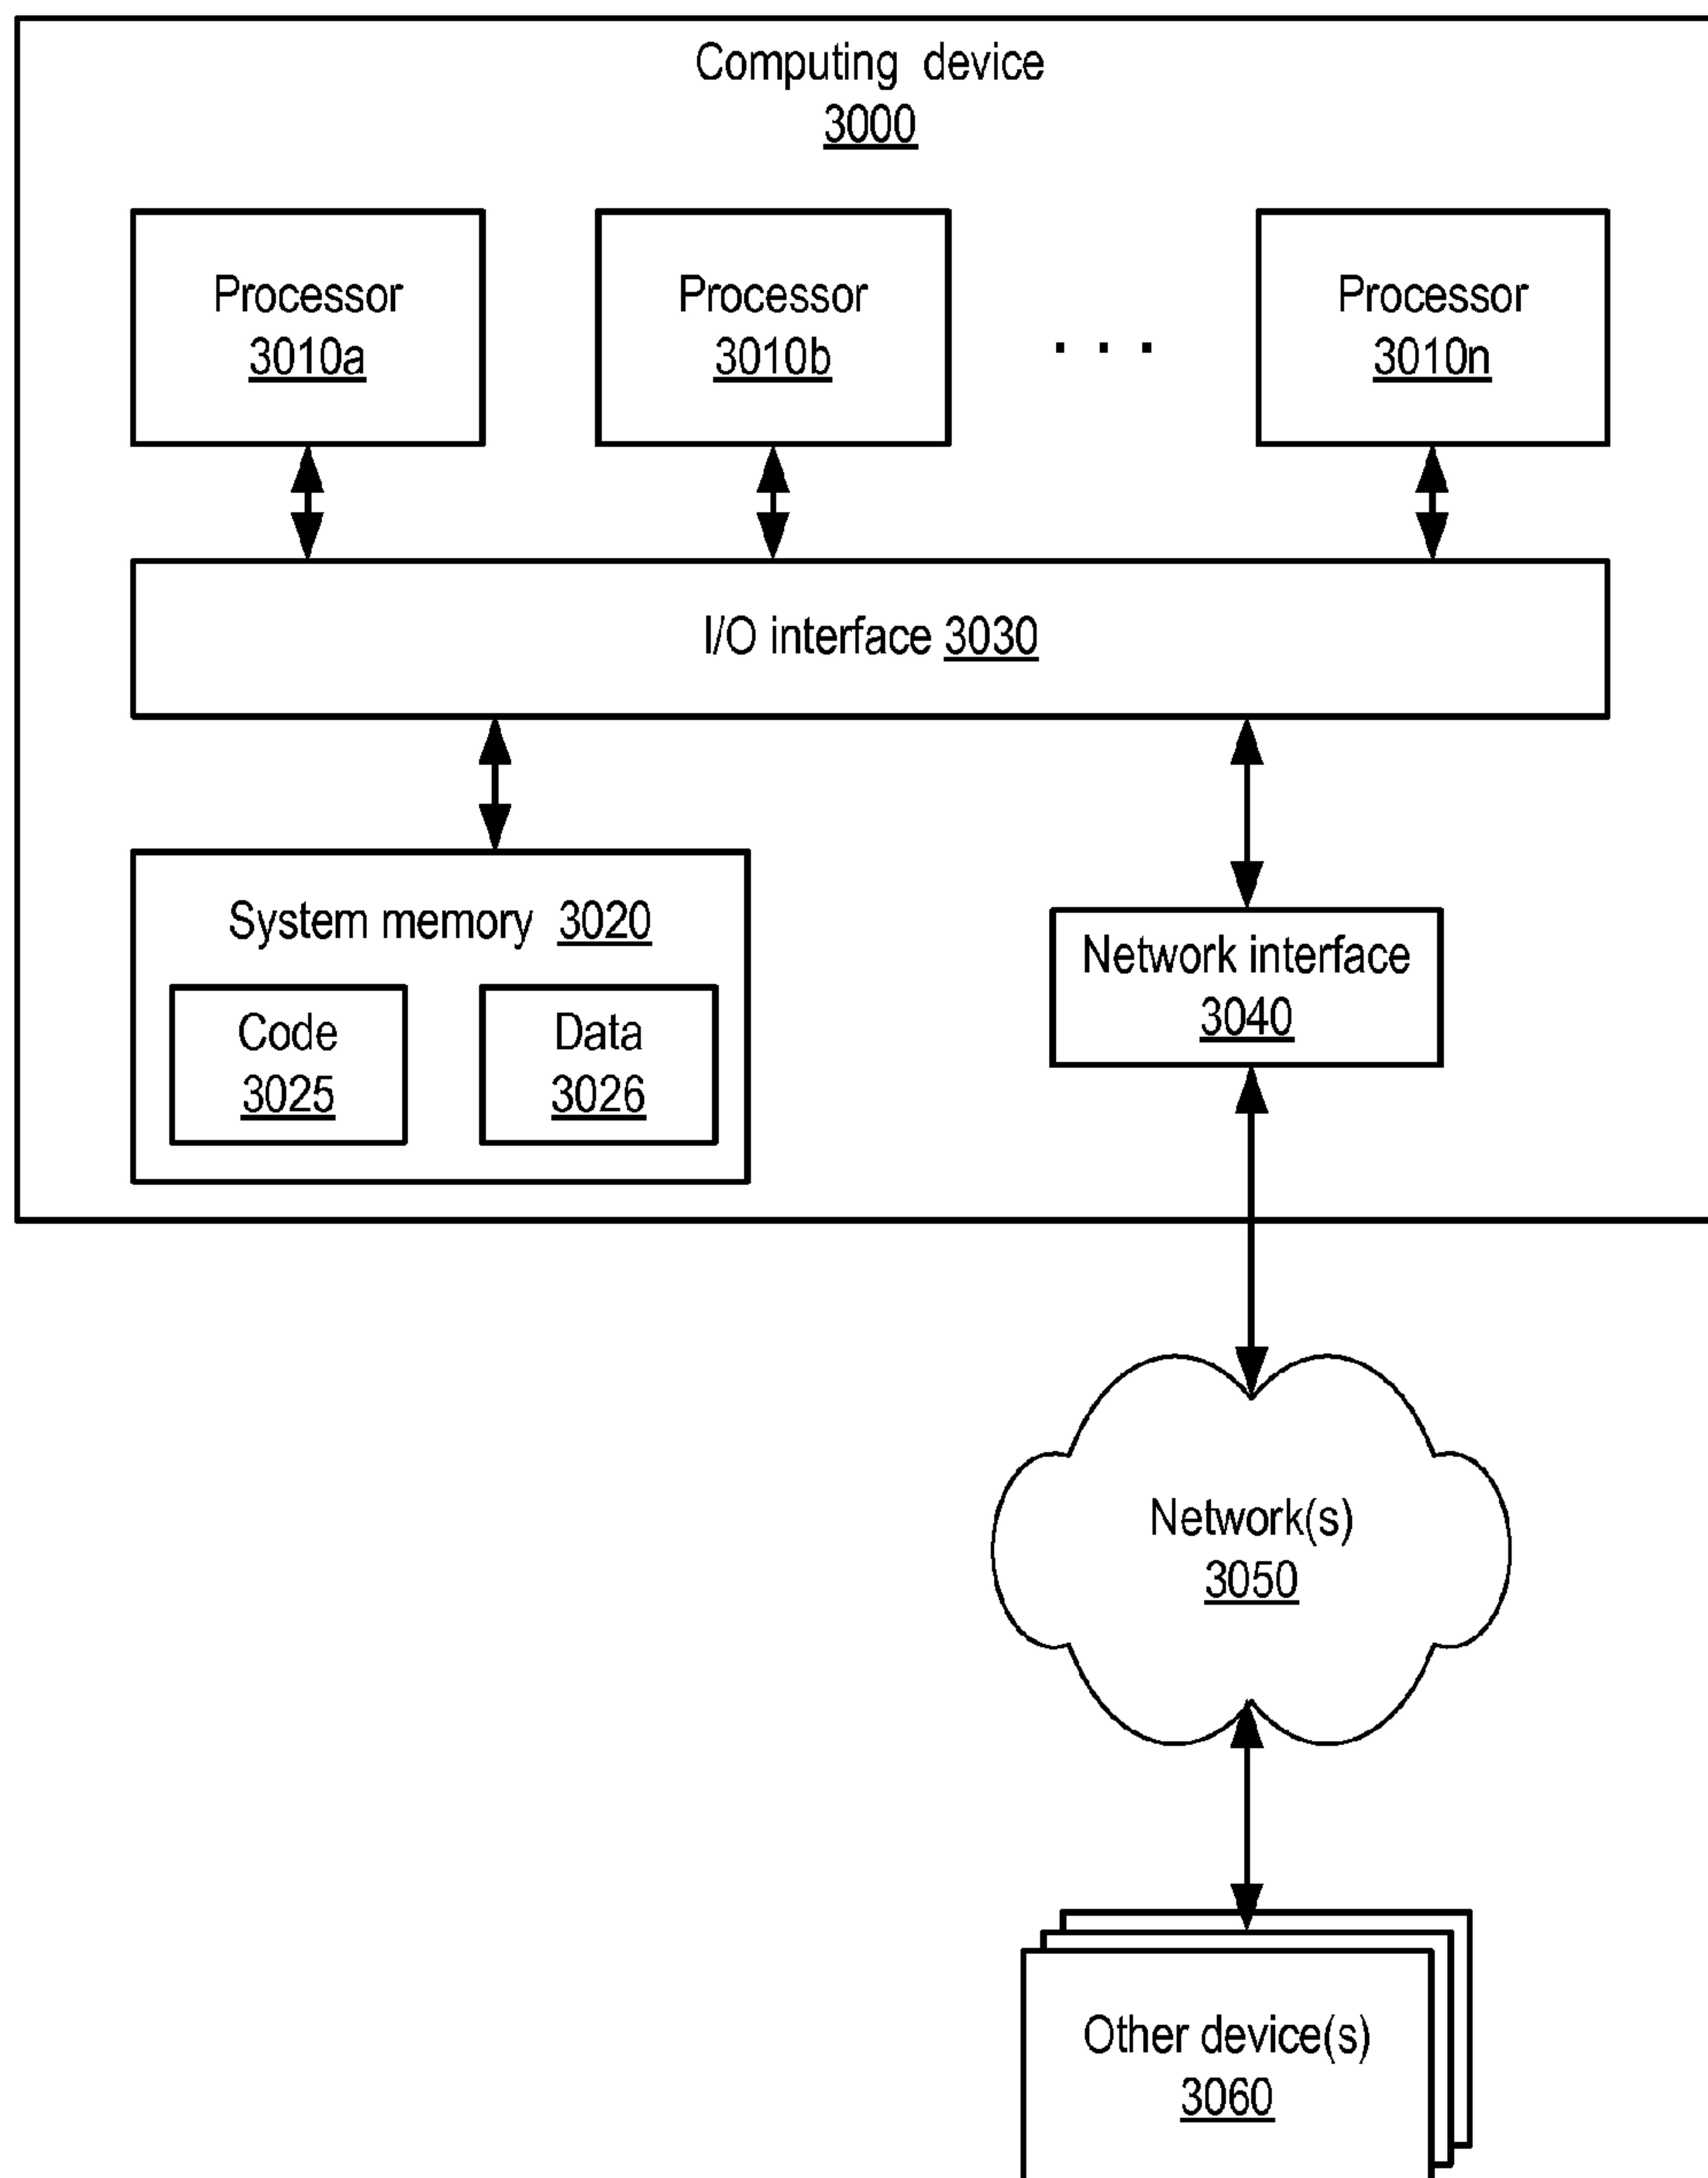 Computing device
3000
Processor
3010a
Processor
3010b
. . .
Processor
3010n
I/O interface 3030
System memory 3020
Code
3025
Data
3026
Network interface
3040
Network(s)
3050
Other device(s)
3060